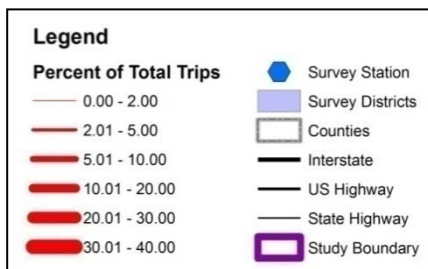 Legend
Percent of Total Trips
0.00 - 2.00
2.01 - 5.00
5.01 - 10.00
10.01 - 20.00
20.01 - 30.00
30.01 - 40.00
Survey Station
Survey Districts
Counties
Interstate
US Highway
State Highway
Study Boundary